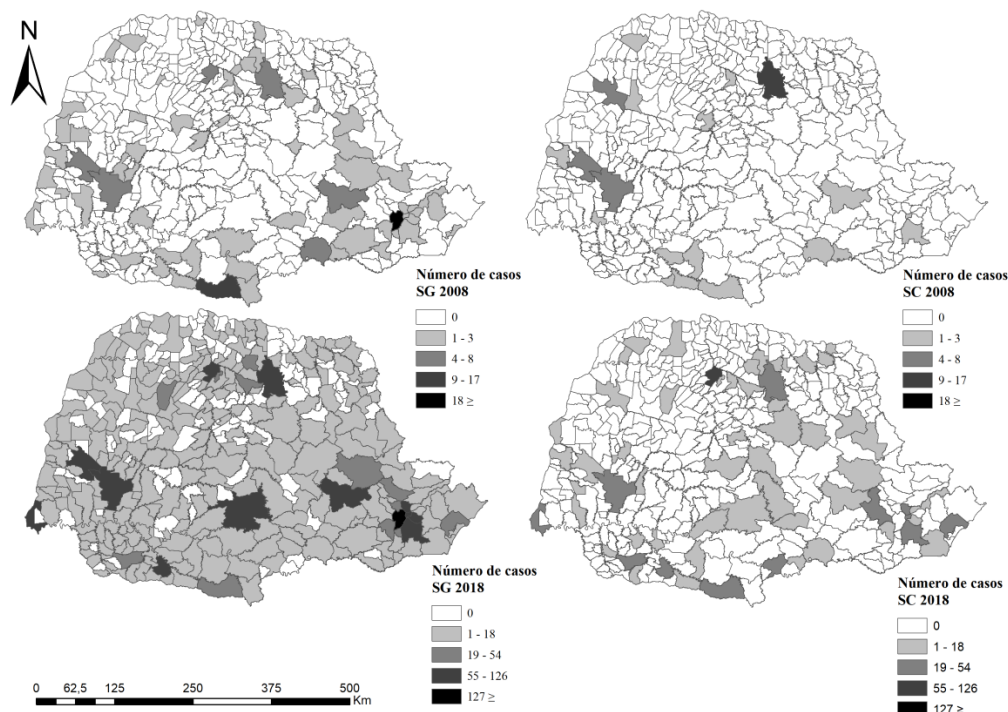 N
Número de casos
SG 2008
0
1 - 3
4 - 8
9 - 17
18 ≥
Número de casos
SC 2008
0
1 - 3
4 - 8
9 - 17
18 ≥
Número de casos
SG 2018
0
1 - 18
19 - 54
55 - 126
127 ≥
Número de casos
SC 2018
0
1 - 18
19 - 54
55 - 126
127 ≥
0 62,5 125 250 375 500
Km